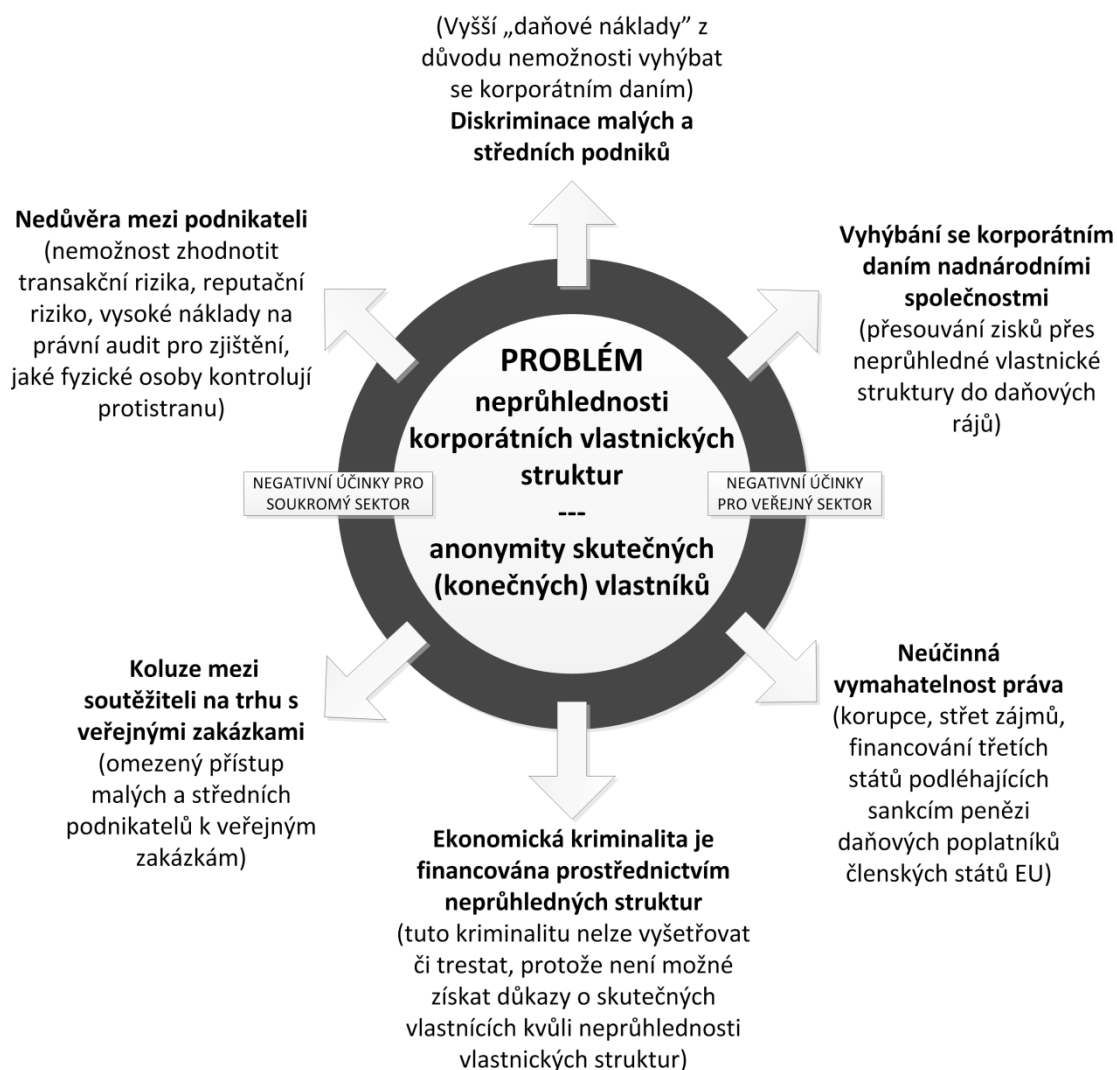 (Vyšší „daňové náklady” z
důvodu nemožnosti vyhýbat
se korporátním daním)
Diskriminace malých a
středních podniků
Nedůvěra mezi podnikateli
(nemožnost zhodnotit
transakční rizika, reputační
riziko, vysoké náklady na
právní audit pro zjištění,
jaké fyzické osoby kontrolují
protistranu)
Vyhýbání se korporátním
daním nadnárodními
společnostmi
(přesouvání zisků přes
neprůhledné vlastnické
struktury do daňových
rájů)
PROBLÉM
neprůhlednosti
korporátních vlastnických
struktur
---
anonymity skutečných
(konečných) vlastníků
NEGATIVNÍ ÚČINKY PRO
SOUKROMÝ SEKTOR
NEGATIVNÍ ÚČINKY
PRO VEŘEJNÝ SEKTOR
Koluze mezi
soutěžiteli na trhu s
veřejnými zakázkami
(omezený přístup
malých a středních
podnikatelů k veřejným
zakázkám)
Neúčinná
vymahatelnost práva
(korupce, střet zájmů,
financování třetích
států podléhajících
sankcím penězi
daňových poplatníků
členských států EU)
Ekonomická kriminalita je
financována prostřednictvím
neprůhledných struktur
(tuto kriminalitu nelze vyšetřovat
či trestat, protože není možné
získat důkazy o skutečných
vlastnících kvůli neprůhlednosti
vlastnických struktur)